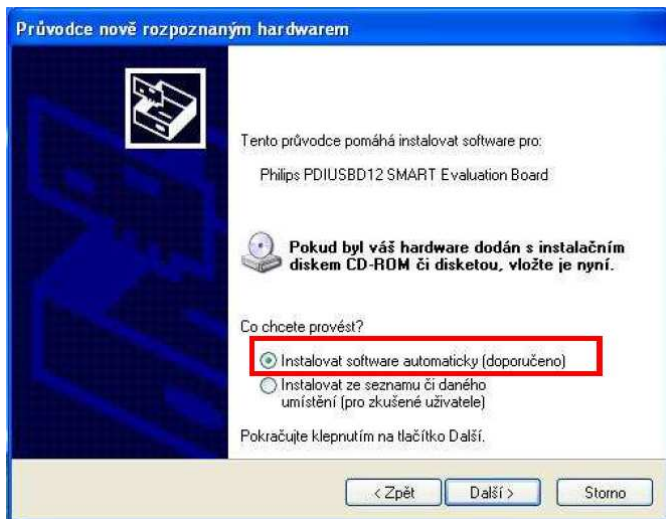 Průvodce nově rozpoznaným hardwarem
Tento průvodce pomáhá instalovat software pro:
Philips PDIUSBD12 SMART Evaluation Board
Pokud byl váš hardware dodán s instalačním
diskem CD-ROM či disketou, vložte je nyní.
Co chcete provést?
Instalovat software automaticky (doporučeno)
Instalovat ze seznamu či daného
umístění (pro zkušené uživatele)
Pokračujte klepnutím na tlačítko Další.
< Zpět
Další >
Storno